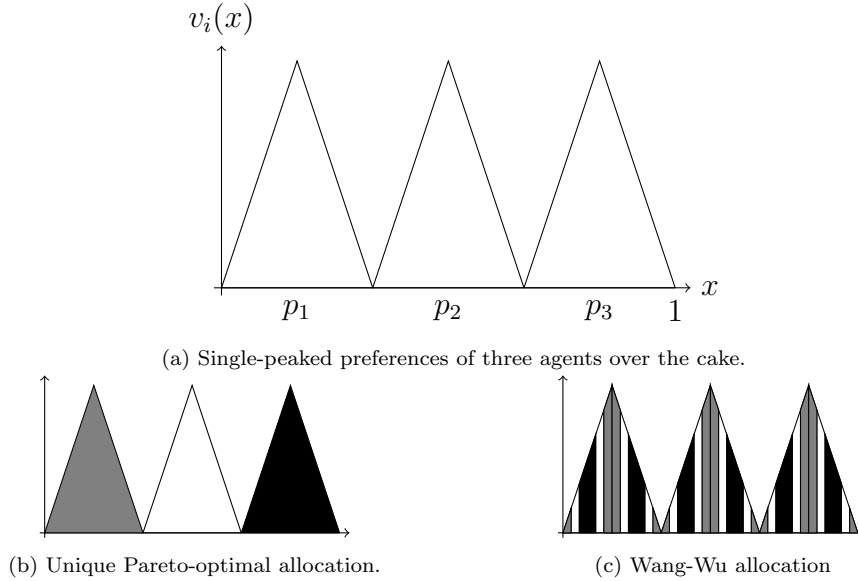 v_i(x)
x
p_1 p_2 p_3 1
(a) Single-peaked preferences of three agents over the cake.
(b) Unique Pareto-optimal allocation.
(c) Wang-Wu allocation